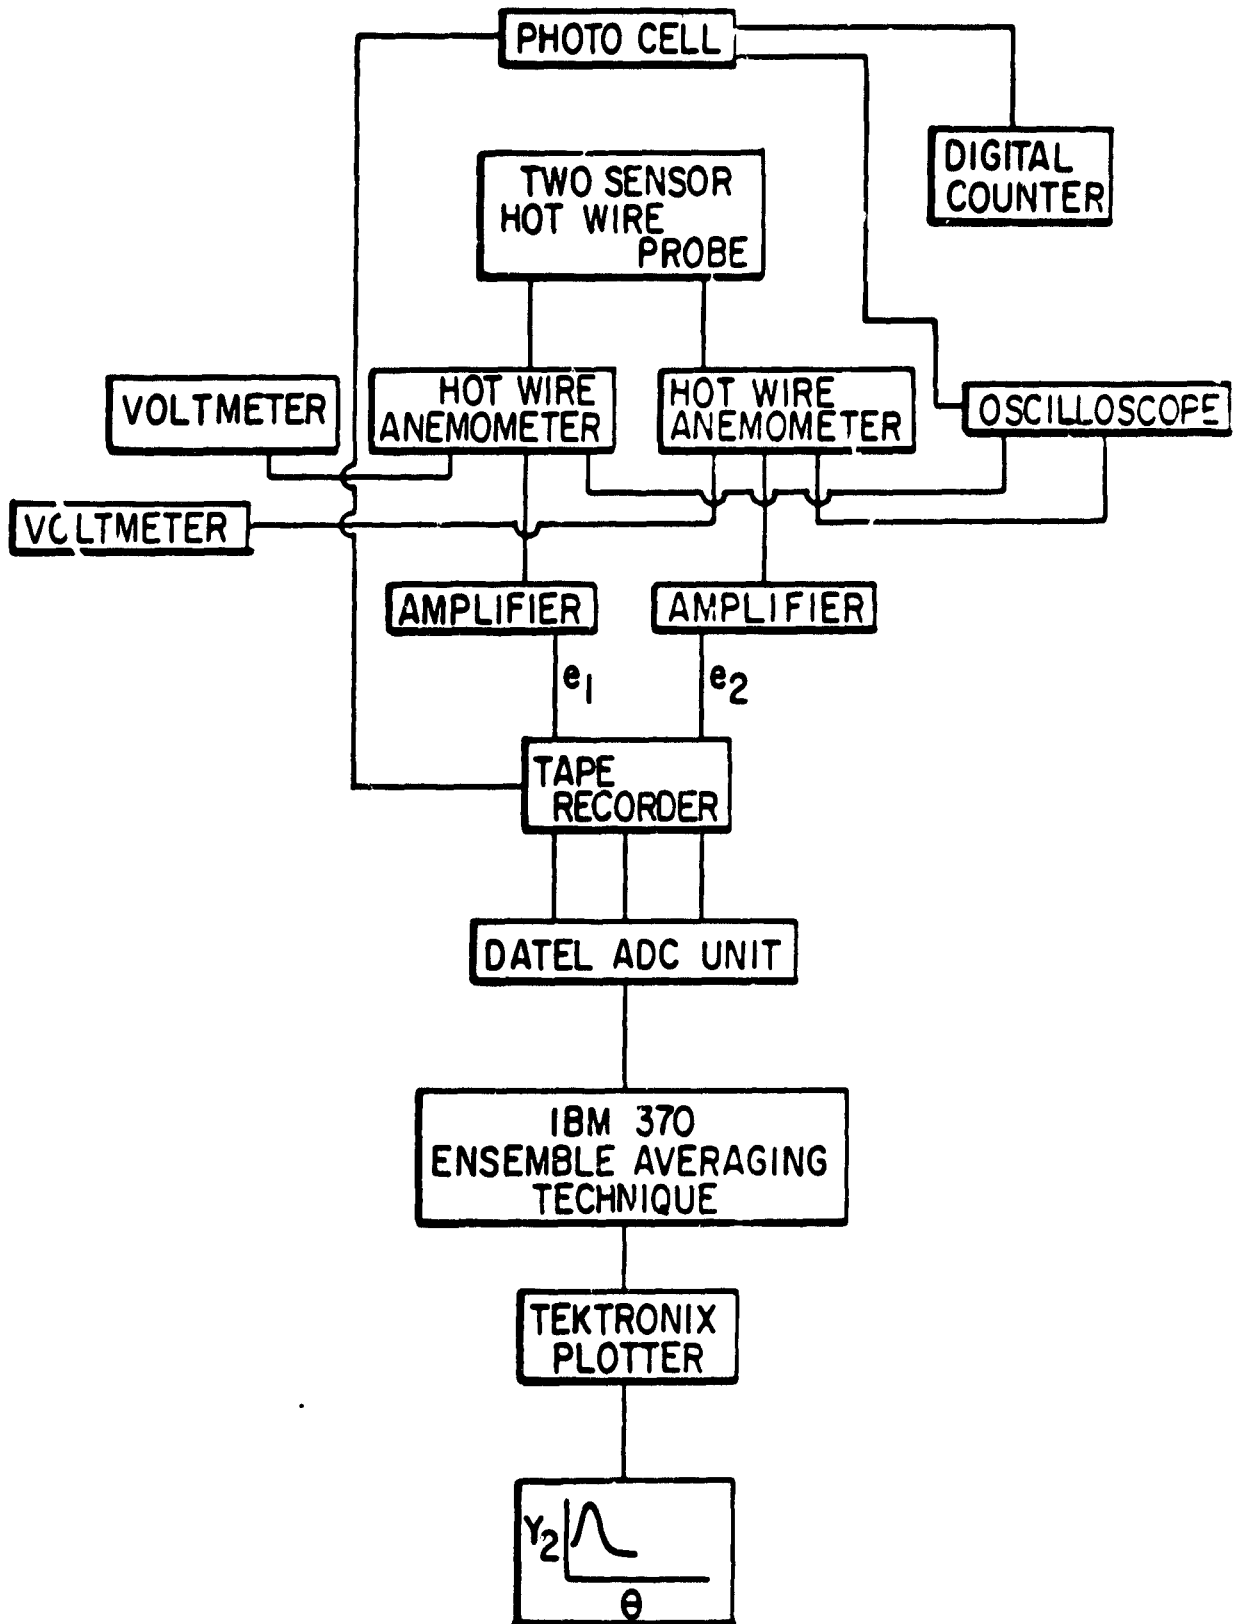 PHOTO CELL
DIGITAL
COUNTER
TWO SENSOR
HOT WIRE
PROBE
VOLTMETER
HOT WIRE
ANEMOMETER
HOT WIRE
ANEMOMETER
OSCILLOSCOPE
VOLTMETER
AMPLIFIER
AMPLIFIER
e1
e2
TAPE
RECORDER
DATEL ADC UNIT
IBM 370
ENSEMBLE AVERAGING
TECHNIQUE
TEKTRONIX
PLOTTER
Y2
θ